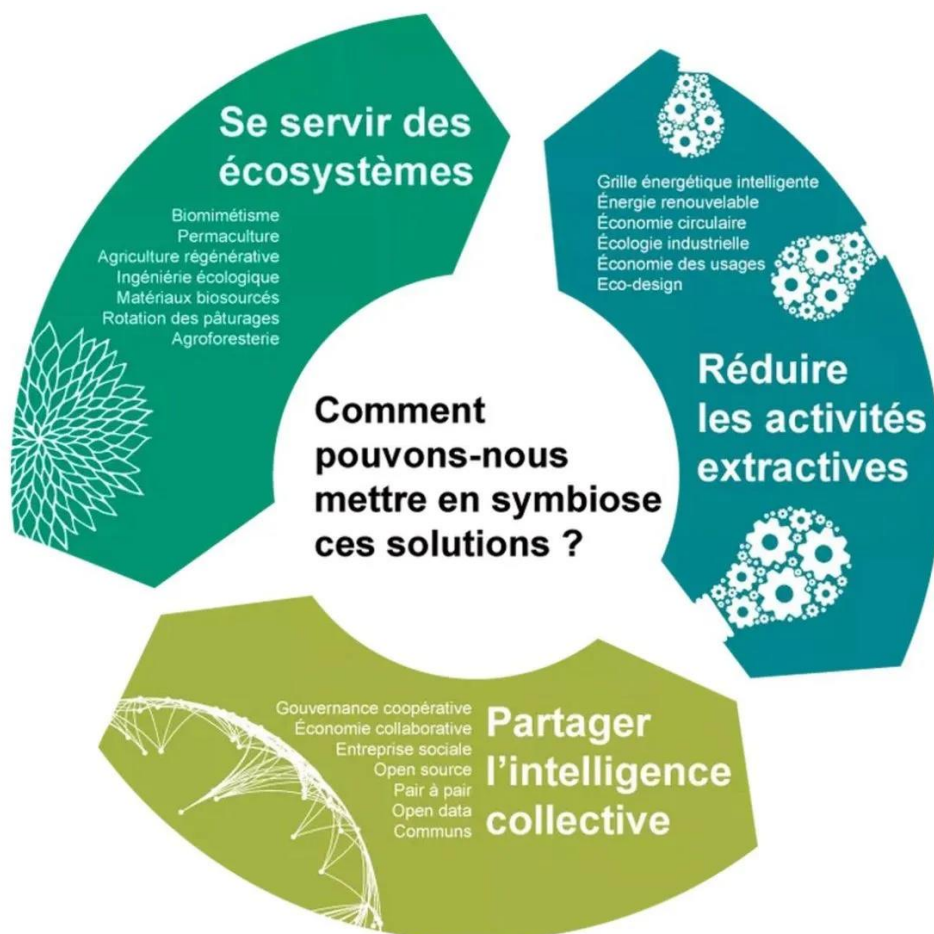 Se servir des
écosystèmes
Biomimétisme
Permaculture
Agriculture régénérative
Ingéniérie écologique
Matériaux biosourcés
Rotation des pâturages
Agroforesterie
Grille énergétique intelligente
Énergie renouvelable
Économie circulaire
Écologie industrielle
Économie des usages
Eco-design
Réduire
les activités
extractives
Comment
pouvons-nous
mettre en symbiose
ces solutions ?
Gouvernance coopérative
Économie collaborative
Entreprise sociale
Open source
Pair à pair
Open data
Communs
Partager
l'intelligence
collective